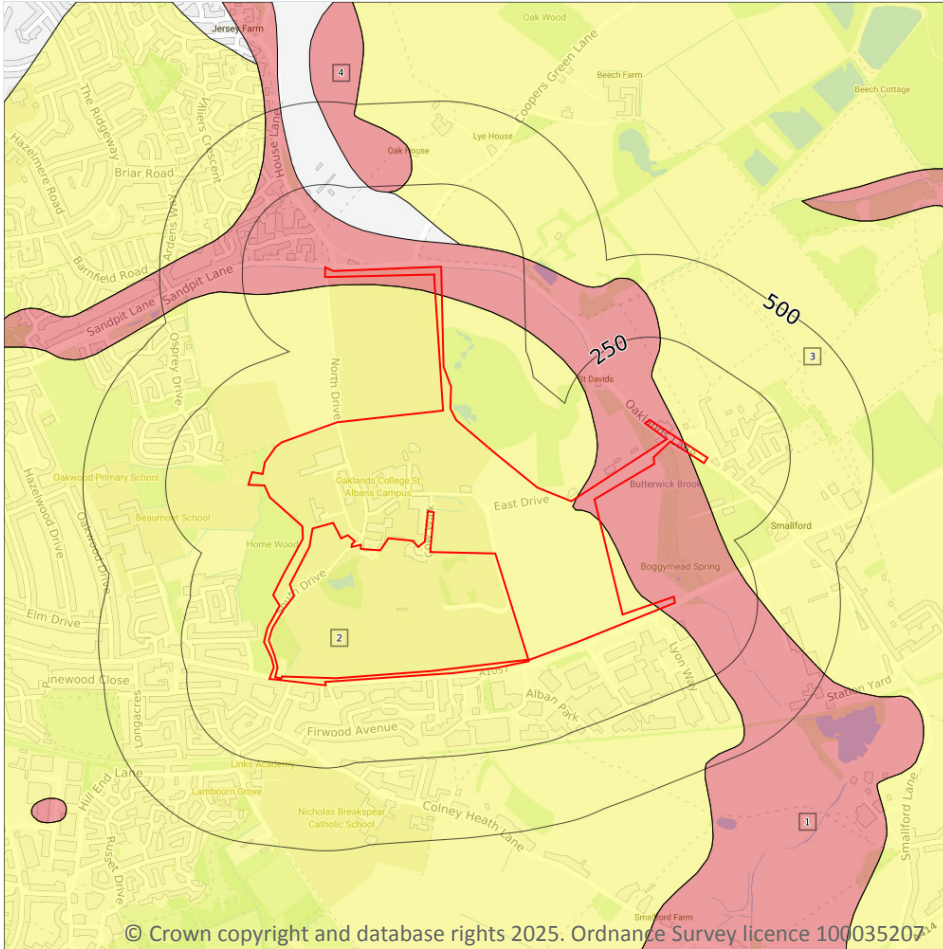 Jersey Farm
Oak Wood
4
Coopers Green Lane
Beech Farm
Beech Cottage
The Ridgeway
Villiers Crescent
House Lane
Lye House
Oak House
Hazelmere Road
Briar Road
Ardens Way
Barnfield Road
Sandpit Lane
Sandpit Lane
500
250
3
Osprey Drive
North Drive
St Davids
Oaklands Lane
Oakwood Primary School
Oaklands College St
Albans Campus
Butterwick Brook
Hazelwood Drive
Oakwood Drive
Beaumont School
East Drive
Smallford
Home Wood
Boggymead Spring
South Drive
Elm Drive
2
Pinewood Close
A1057
Lyon Way
Station Yard
Longacres
Alban Park
Firwood Avenue
Hill End Lane
Links Academy
Lambourn Grove
Nicholas Breakspear
Catholic School
Colney Heath Lane
1
Russet Drive
Smallford Lane
Smallford Farm
A414
© Crown copyright and database rights 2025. Ordnance Survey licence 100035207